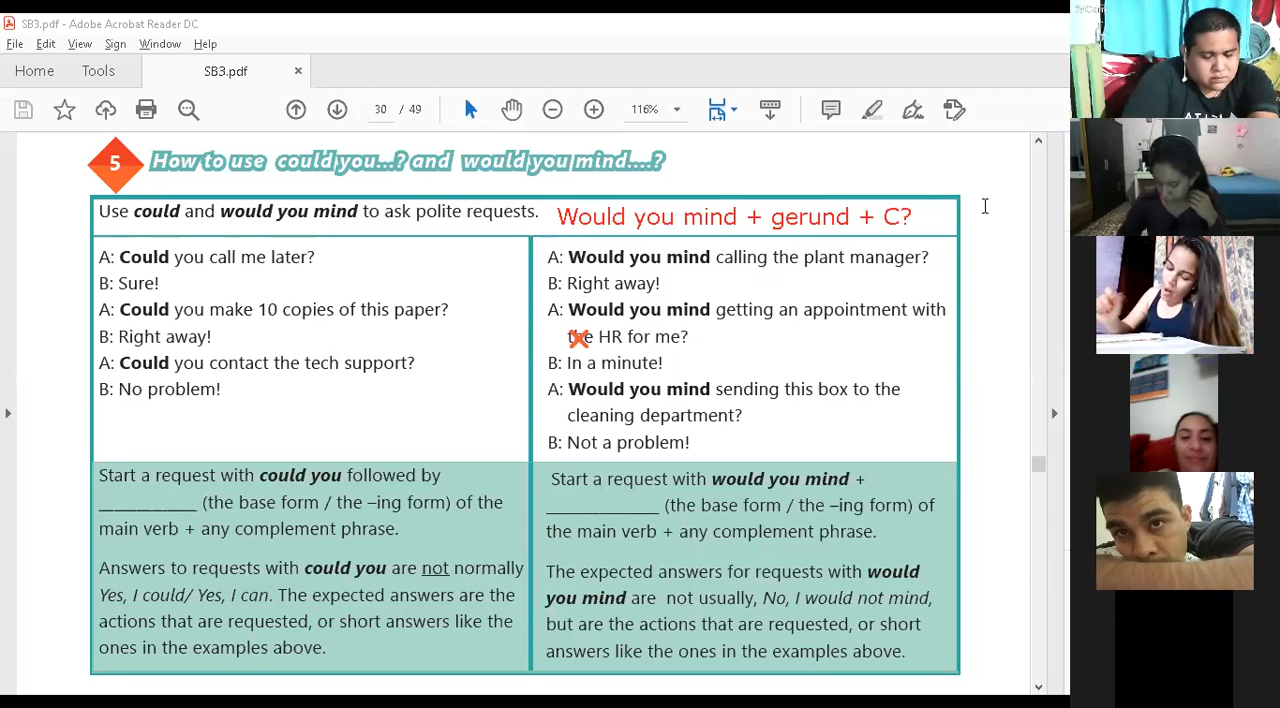 SB3.pdf - Adobe Acrobat Reader DC
File Edit View Sign Window Help
Home Tools SB3.pdf ×
30 / 49 116%
5 How to use could you...? and would you mind....?
Use could and would you mind to ask polite requests. Would you mind + gerund + C?
A: Could you call me later?
B: Sure!
A: Could you make 10 copies of this paper?
B: Right away!
A: Could you contact the tech support?
B: No problem!
A: Would you mind calling the plant manager?
B: Right away!
A: Would you mind getting an appointment with
the HR for me?
B: In a minute!
A: Would you mind sending this box to the
cleaning department?
B: Not a problem!
Start a request with could you followed by
___________ (the base form / the –ing form) of the
main verb + any complement phrase.
Answers to requests with could you are not normally
Yes, I could/ Yes, I can. The expected answers are the
actions that are requested, or short answers like the
ones in the examples above.
Start a request with would you mind +
_____________ (the base form / the –ing form) of
the main verb + any complement phrase.
The expected answers for requests with would
you mind are not usually, No, I would not mind,
but are the actions that are requested, or short
answers like the ones in the examples above.